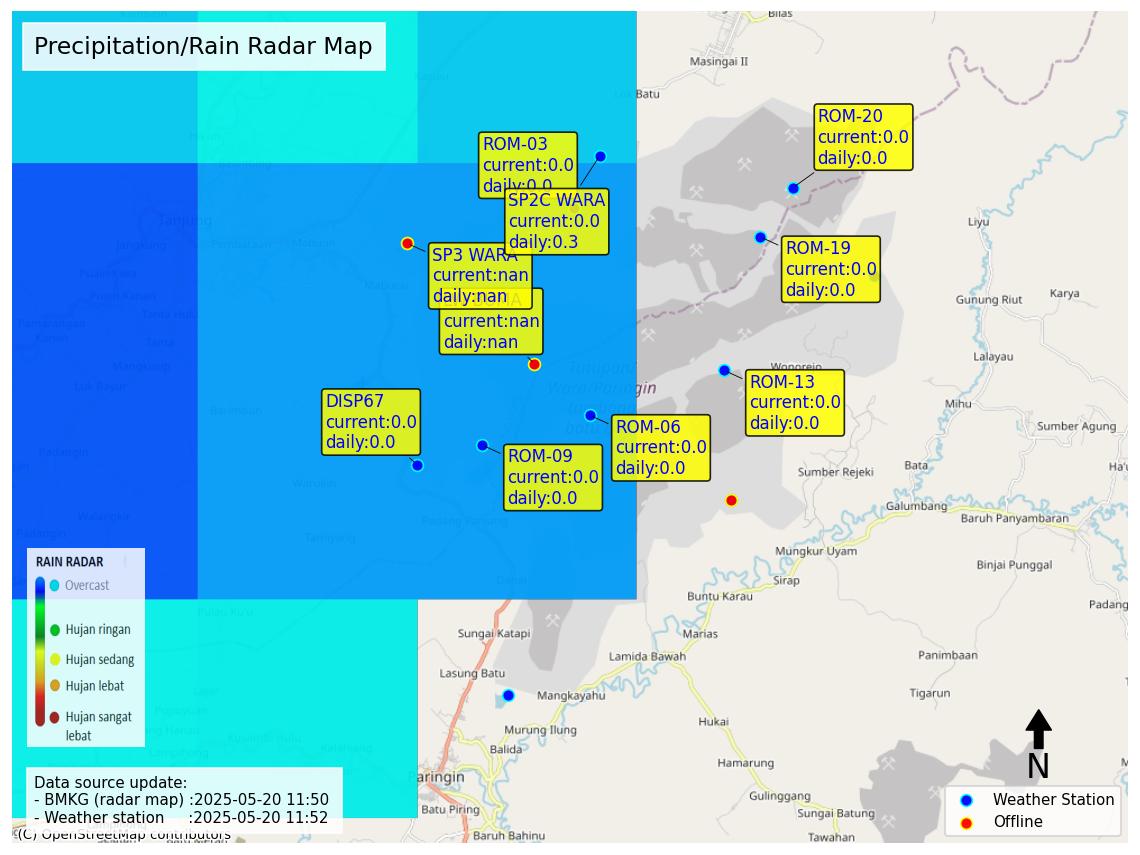 Precipitation/Rain Radar Map
Bilas
Masingai II
Batu
ROM-20
current:0.0
daily:0.0
ROM-03
current:0.0
daily:0.0
SP2C WARA
current:0.0
daily:0.3
Tanjung
Liyu
SP3 WARA
current:nan
daily:nan
ROM-19
current:0.0
daily:0.0
Karya
Gunung Riut
current:nan
daily:nan
Lalayau
Wonorejo
Tutupan/
Wara/Paringin
ROM-13
current:0.0
daily:0.0
DISP67
current:0.0
daily:0.0
Mihu
ROM-06
current:0.0
daily:0.0
Sumber Agung
ROM-09
current:0.0
daily:0.0
Bata
Sumber Rejeki
Galumbang
Baruh Panyambaran
Mungkur Uyam
Binjai Punggal
Sirap
Buntu Karau
Padang
RAIN RADAR
Overcast
Hujan ringan
Hujan sedang
Hujan lebat
Hujan sangat
lebat
Sungai Katapi
Marias
Lamida Bawah
Panimbaan
Lasung Batu
Mangkayahu
Tigarun
Hukai
Murung Ilung
Balida
Hamarung
N
Paringin
Gulinggang
Batu Piring
Sungai Batung
Baruh Bahinu
Tawahan
Data source update:
- BMKG (radar map) :2025-05-20 11:50
- Weather station :2025-05-20 11:52
(C) OpenStreetMap contributors
Weather Station
Offline